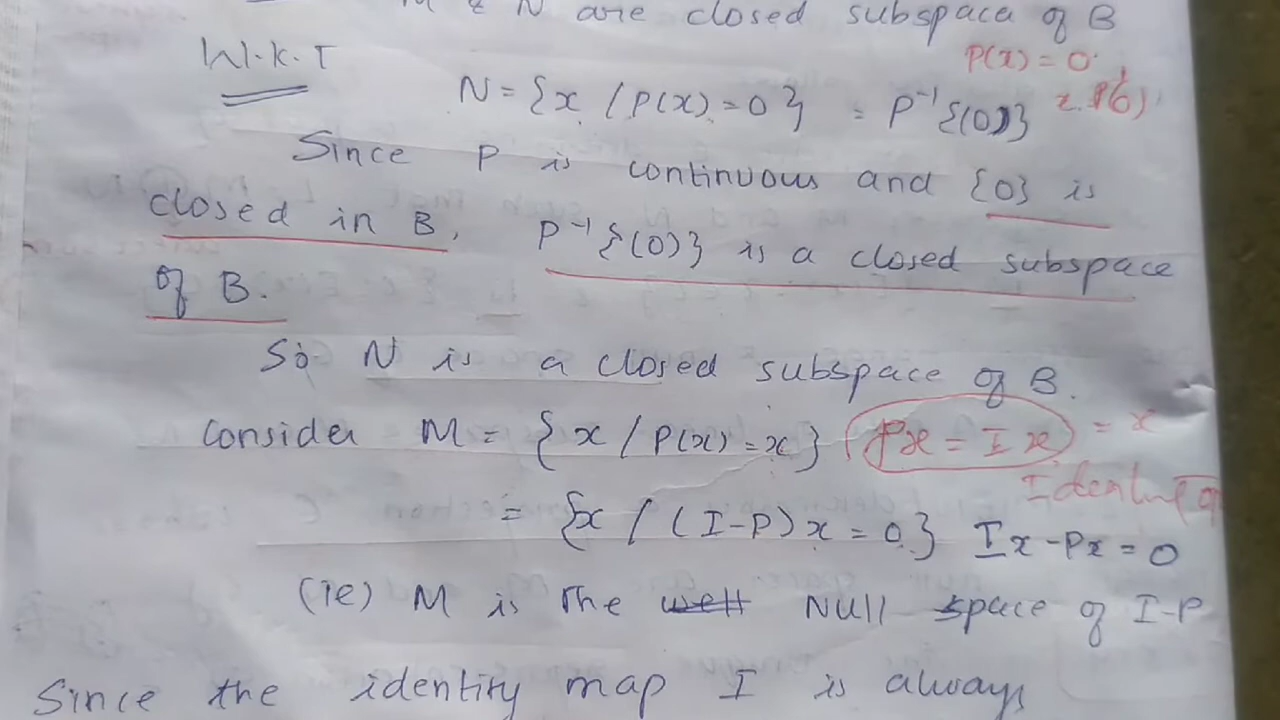 M & N are closed subspace of B
W.K.T
P(x) = 0
N = {x / P(x) = 0} = P⁻¹{(0)}
Since P is continuous and {0} is
closed in B, P⁻¹{(0)} is a closed subspace
of B.
So N is a closed subspace of B.
Consider M = {x / P(x) = x} Px = Ix = x
= {x / (I-P)x = 0} Ix - Px = 0
(ie) M is the Null space of I-P
Since the identity map I is always